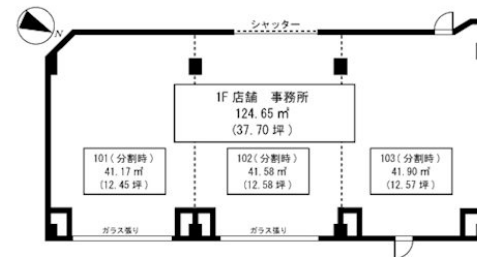 N
シャッター
1F 店舗 事務所
124.65 ㎡
(37.70 坪)
101(分割時)
41.17 ㎡
(12.45 坪)
102(分割時)
41.58 ㎡
(12.58 坪)
103(分割時)
41.90 ㎡
(12.57 坪)
ガラス張り
ガラス張り